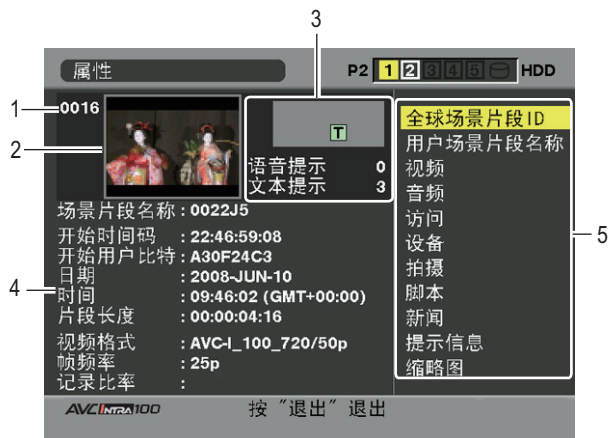 3
属性
P2 1 2 3 4 5 HDD
1
0016
2
T
语音提示 0
文本提示 3
全球场景片段ID
用户场景片段名称
视频
音频
访问
设备
拍摄
脚本
新闻
提示信息
缩略图
5
场景片段名称 : 0022J5
4
开始时间码 : 22:46:59:08
开始用户比特 : A30F24C3
日期 : 2008-JUN-10
时间 : 09:46:02 (GMT+00:00)
片段长度 : 00:00:04:16
视频格式 : AVC-I_100_720/50p
帧频率 : 25p
记录比率 :
AVC INTRA 100
按 "退出" 退出